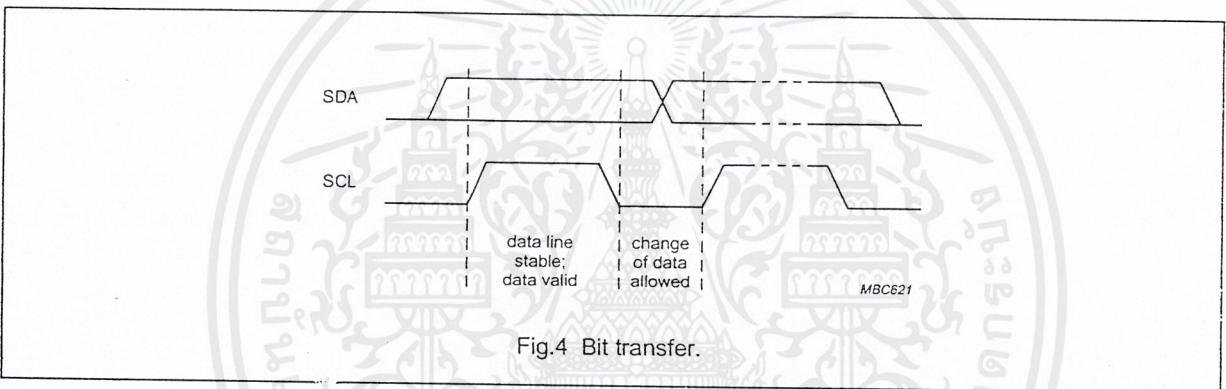 SDA
SCL
data line
stable;
data valid
change
of data
allowed
MBC621
Fig.4 Bit transfer.